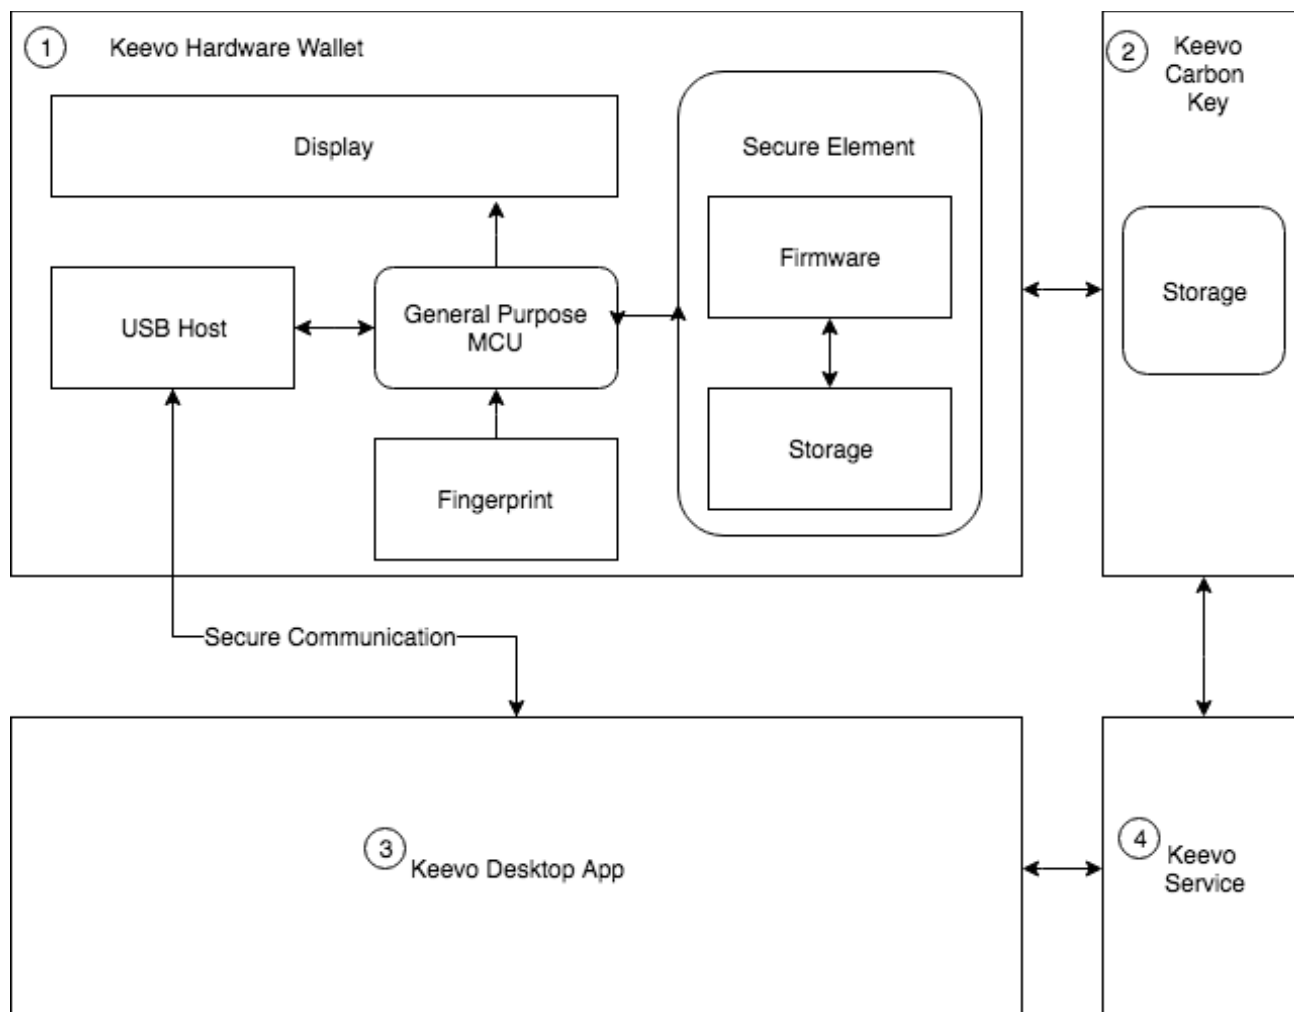 1
Keevo Hardware Wallet
2
Keevo
Carbon
Key
Display
Secure Element
Firmware
Storage
USB Host
General Purpose
MCU
Storage
Fingerprint
Secure Communication
3
Keevo Desktop App
4
Keevo
Service